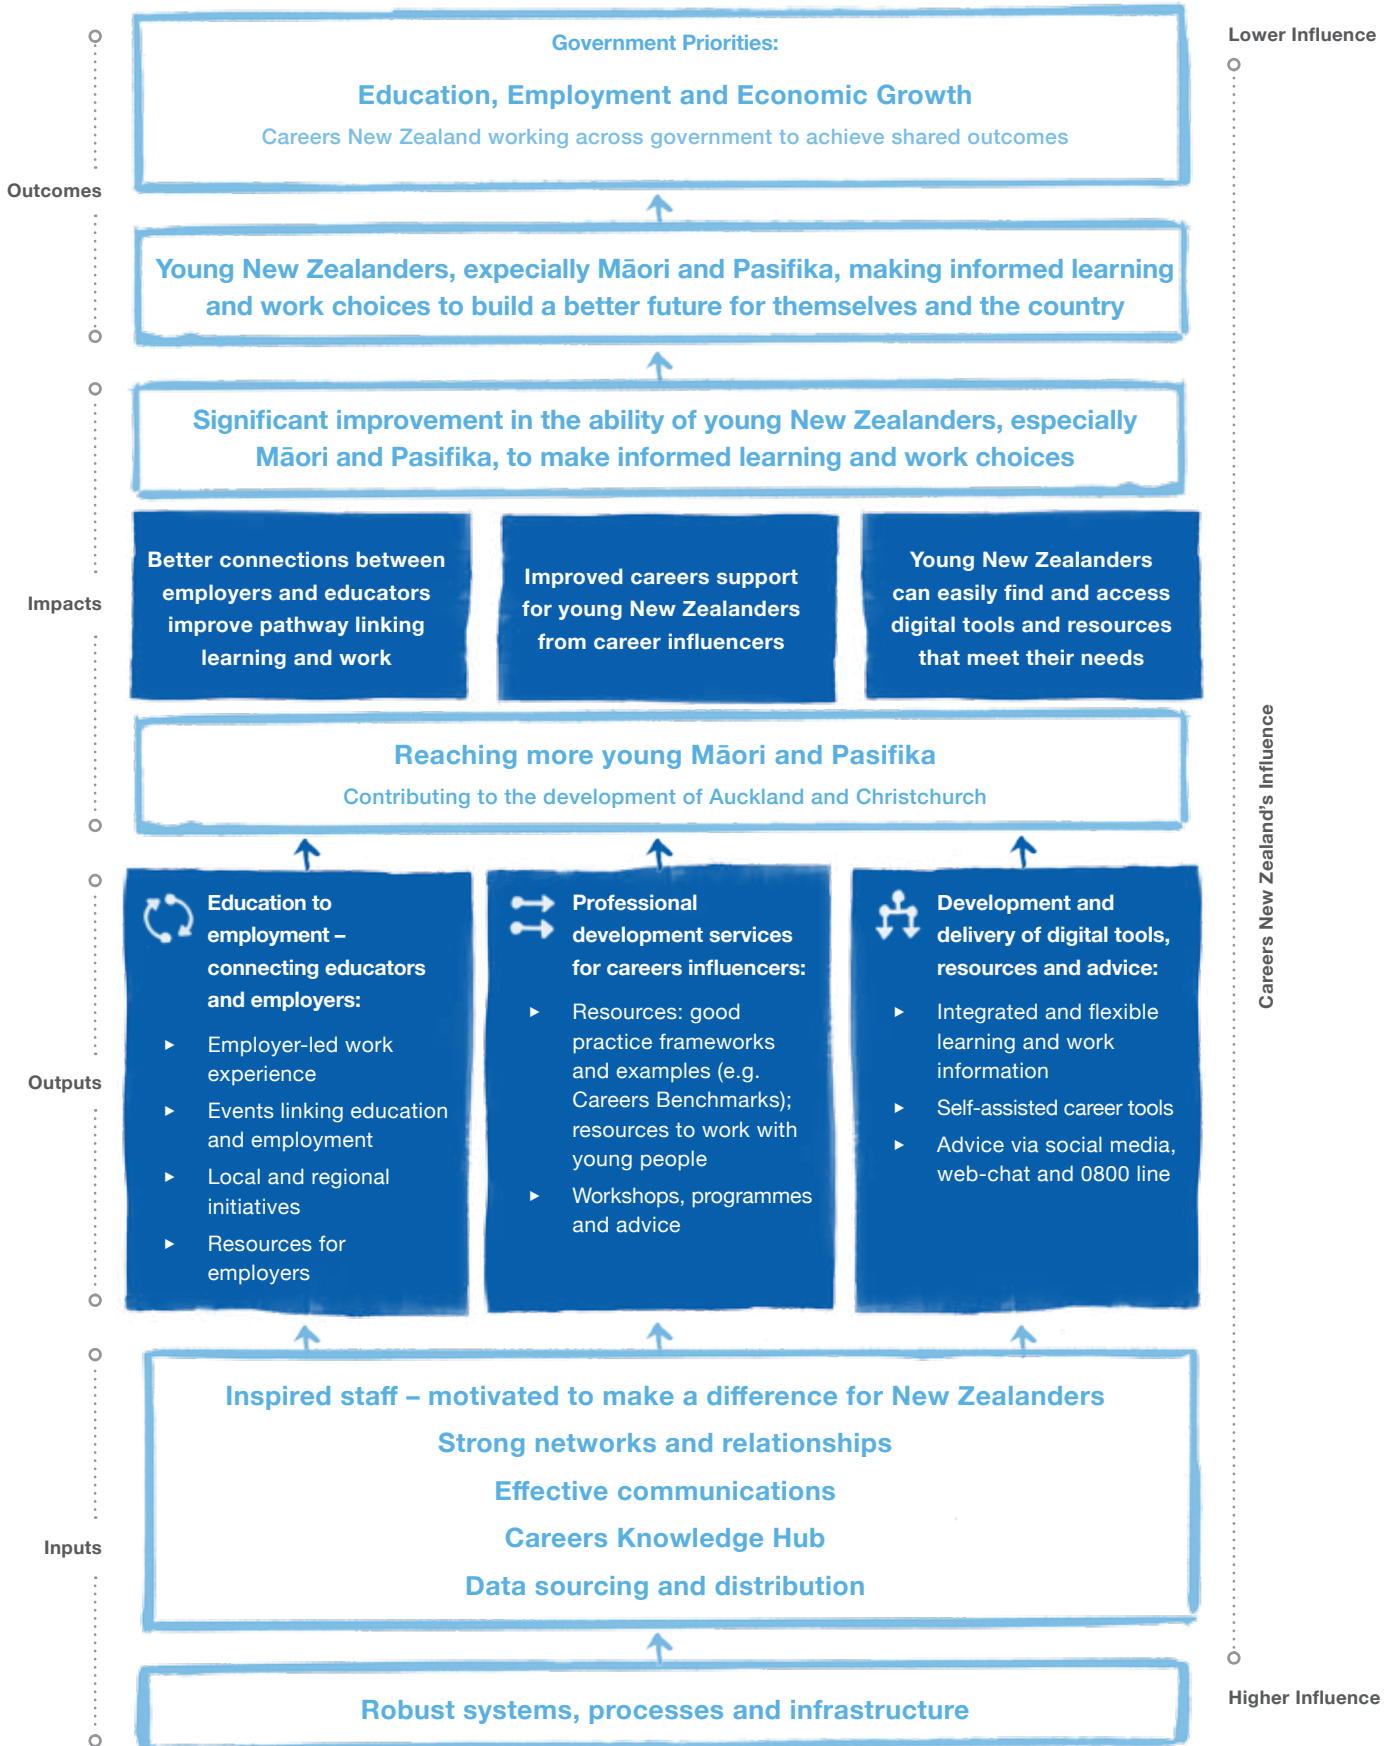 Lower Influence
Government Priorities:
Education, Employment and Economic Growth
Careers New Zealand working across government to achieve shared outcomes
Outcomes
Young New Zealanders, expecially Māori and Pasifika, making informed learning
and work choices to build a better future for themselves and the country
Significant improvement in the ability of young New Zealanders, especially
Māori and Pasifika, to make informed learning and work choices
Impacts
Better connections between
employers and educators
improve pathway linking
learning and work
Improved careers support
for young New Zealanders
from career influencers
Young New Zealanders
can easily find and access
digital tools and resources
that meet their needs
Reaching more young Māori and Pasifika
Contributing to the development of Auckland and Christchurch
Careers New Zealand's Influence
Outputs
Education to
employment –
connecting educators
and employers:
► Employer-led work
experience
► Events linking education
and employment
► Local and regional
initiatives
► Resources for
employers
Professional
development services
for careers influencers:
► Resources: good
practice frameworks
and examples (e.g.
Careers Benchmarks);
resources to work with
young people
► Workshops, programmes
and advice
Development and
delivery of digital tools,
resources and advice:
► Integrated and flexible
learning and work
information
► Self-assisted career tools
► Advice via social media,
web-chat and 0800 line
Inputs
Inspired staff – motivated to make a difference for New Zealanders
Strong networks and relationships
Effective communications
Careers Knowledge Hub
Data sourcing and distribution
Robust systems, processes and infrastructure
Higher Influence